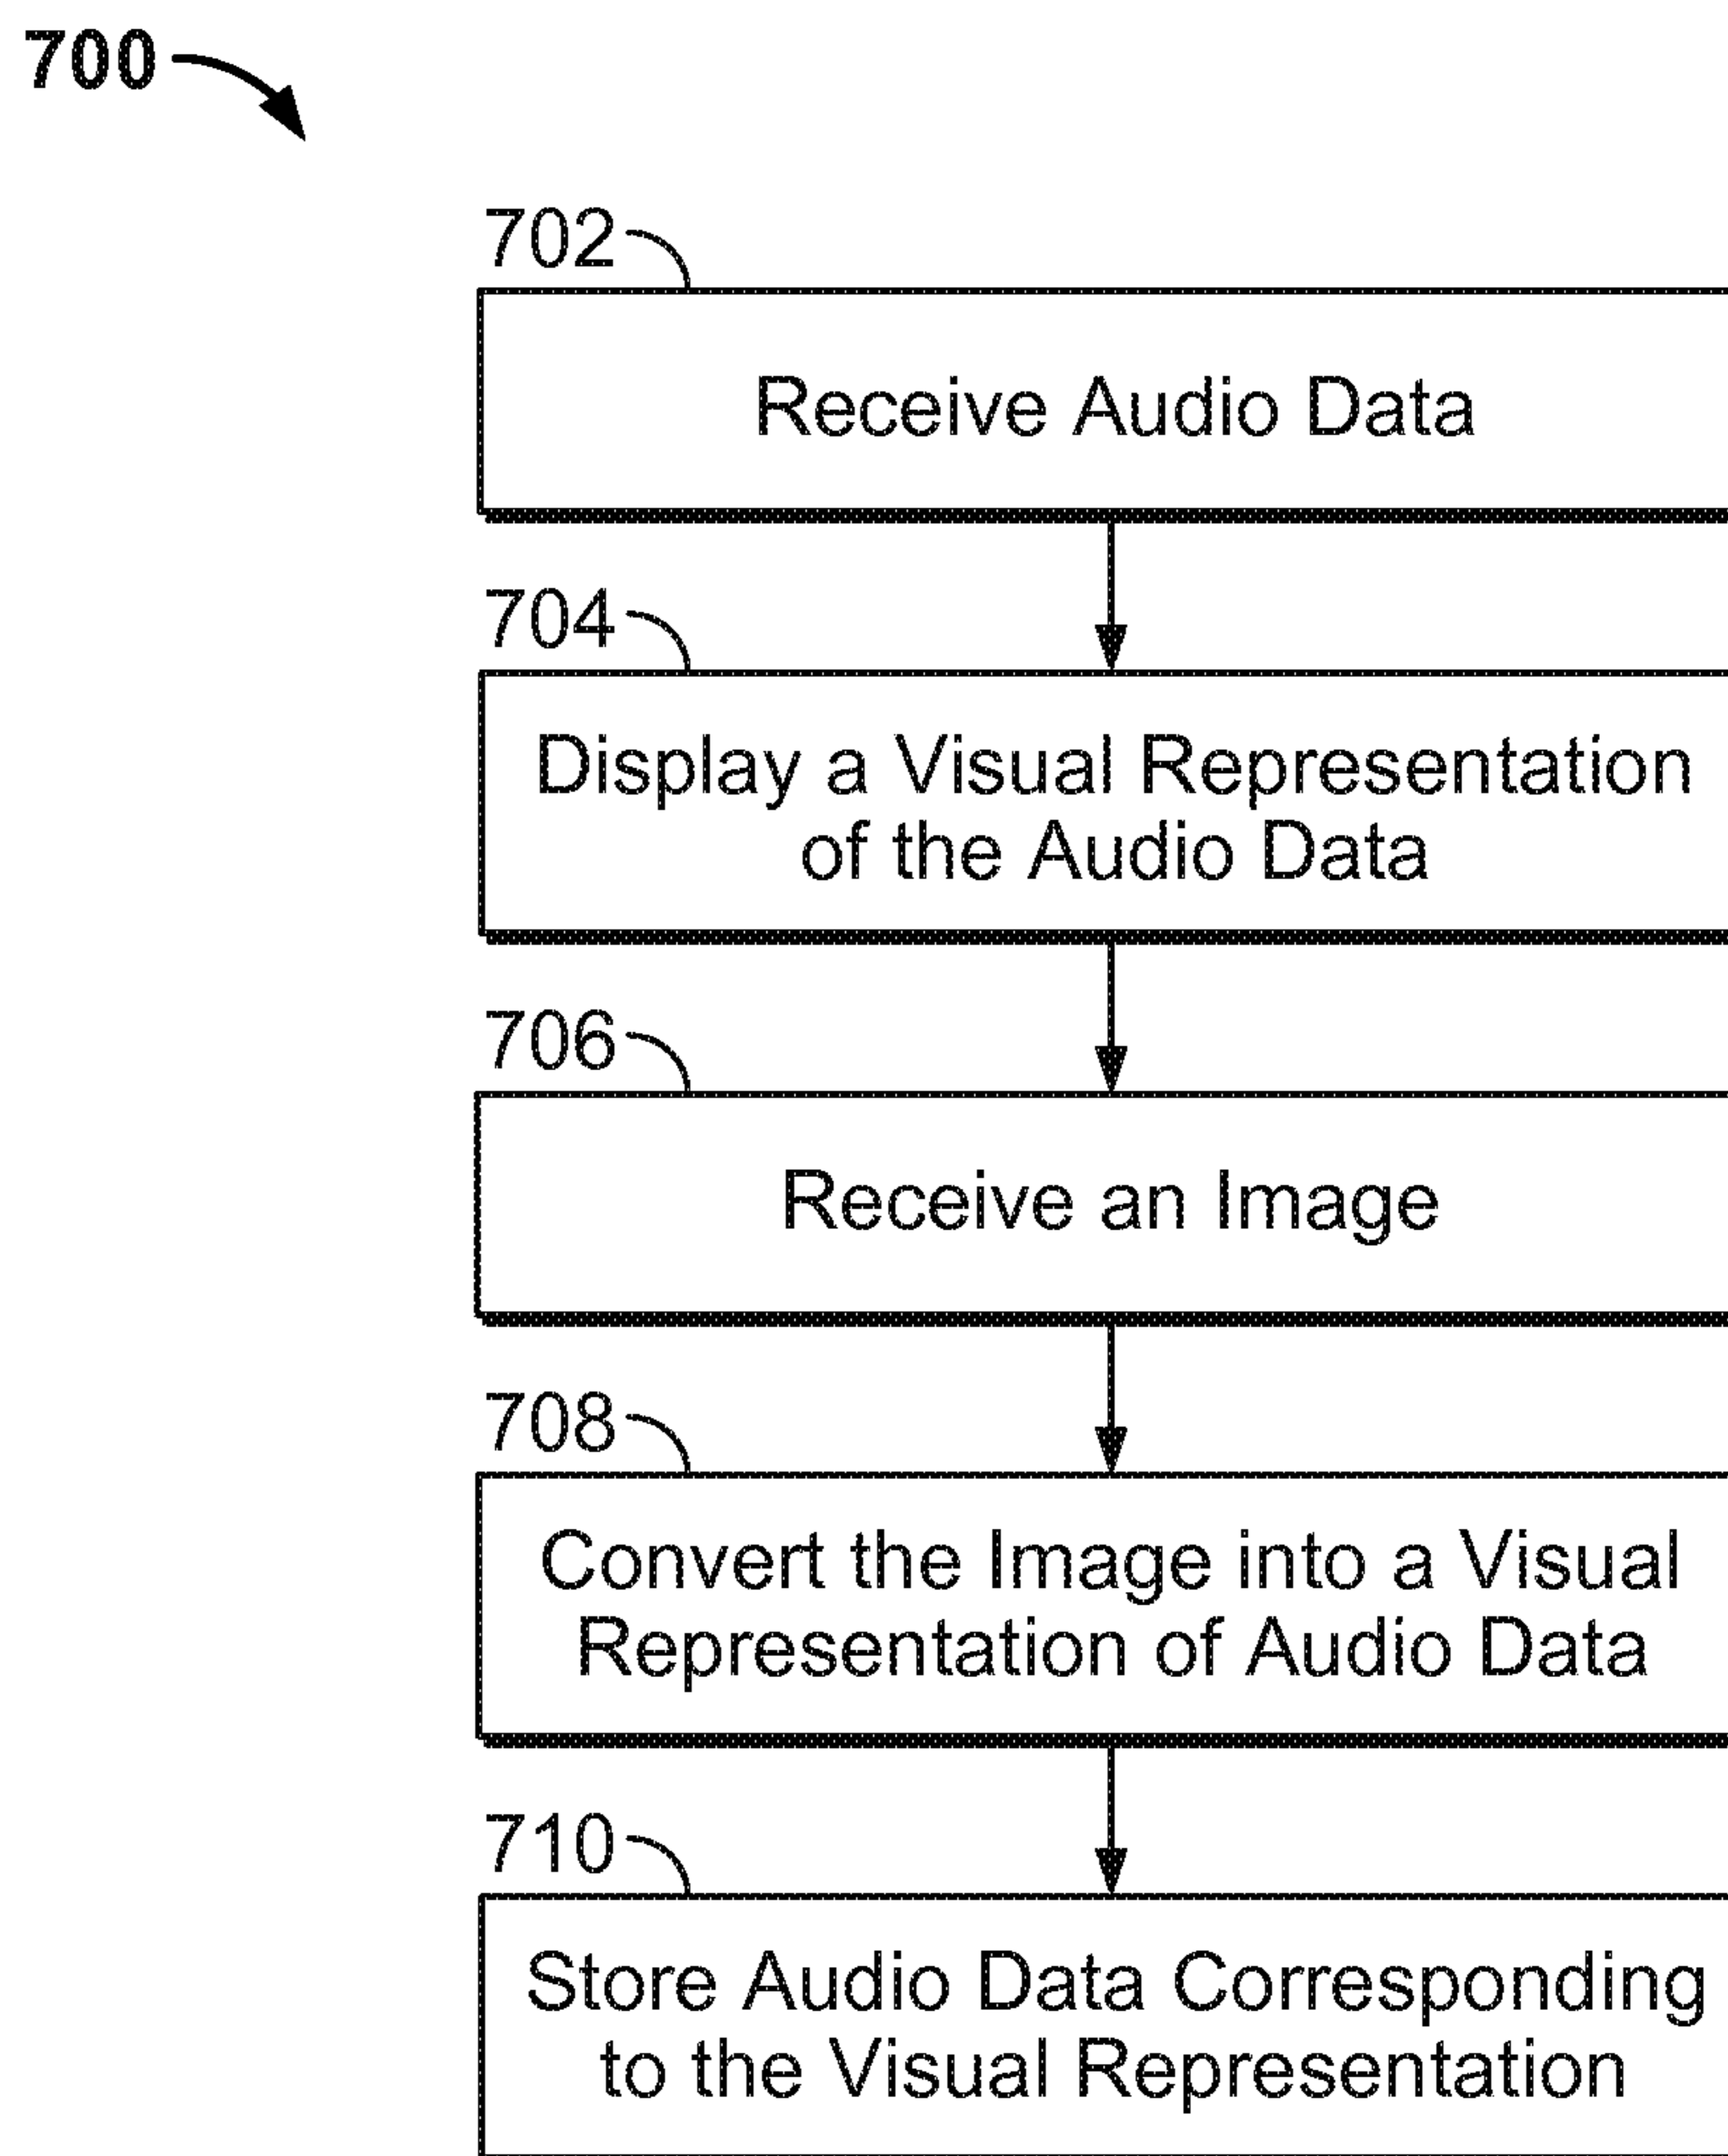 700
702
Receive Audio Data
704
Display a Visual Representation
of the Audio Data
706
Receive an Image
708
Convert the Image into a Visual
Representation of Audio Data
710
Store Audio Data Corresponding
to the Visual Representation